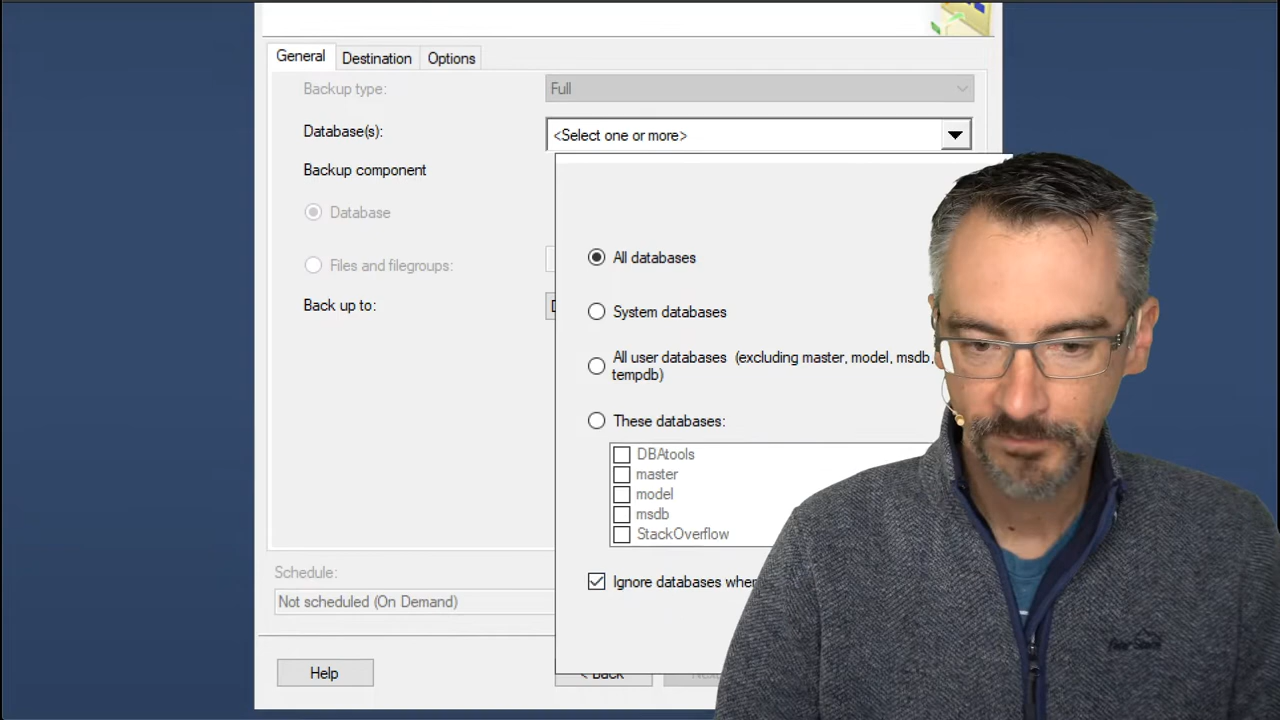 General
Destination
Options
Backup type:
Full
Database(s):
<Select one or more>
Backup component
Database
All databases
Files and filegroups:
Back up to:
System databases
All user databases (excluding master, model, msdb,
tempdb)
These databases:
DBAtools
master
model
msdb
StackOverflow
Schedule:
Ignore databases wher
Not scheduled (On Demand)
Help
< Back